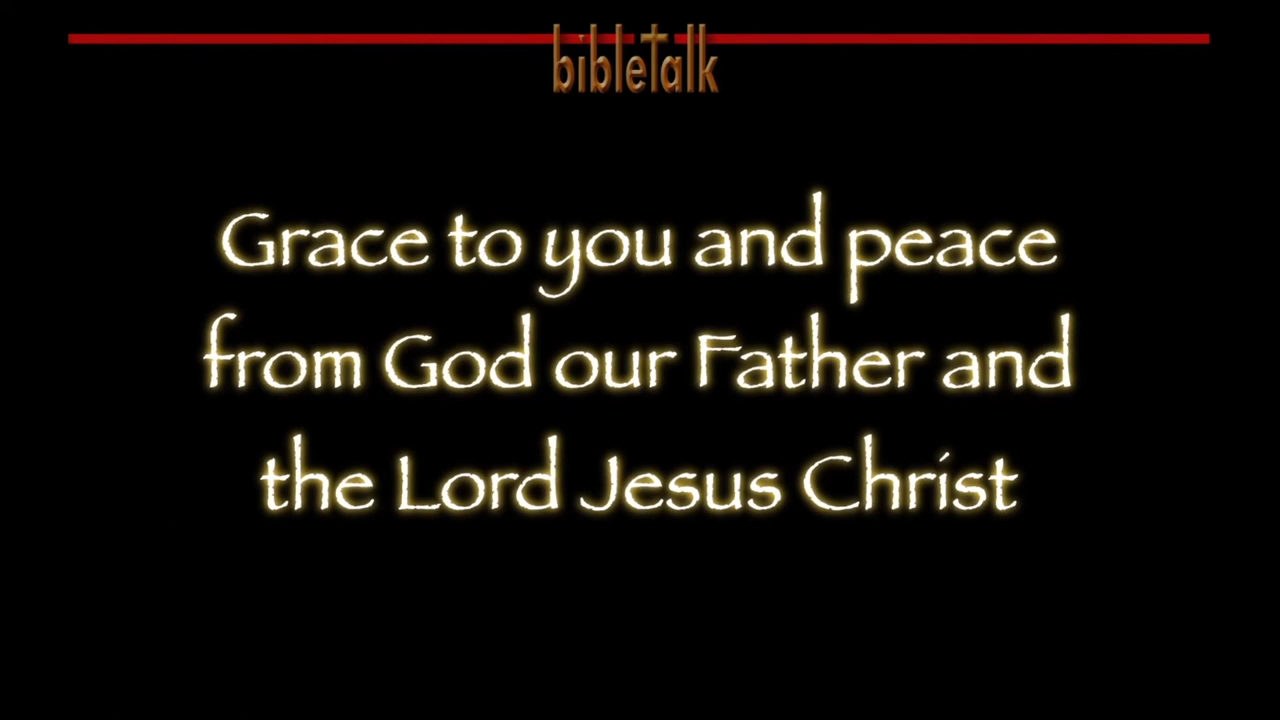 bibleTalk
Grace to you and peace
from God our Father and
the Lord Jesus Christ